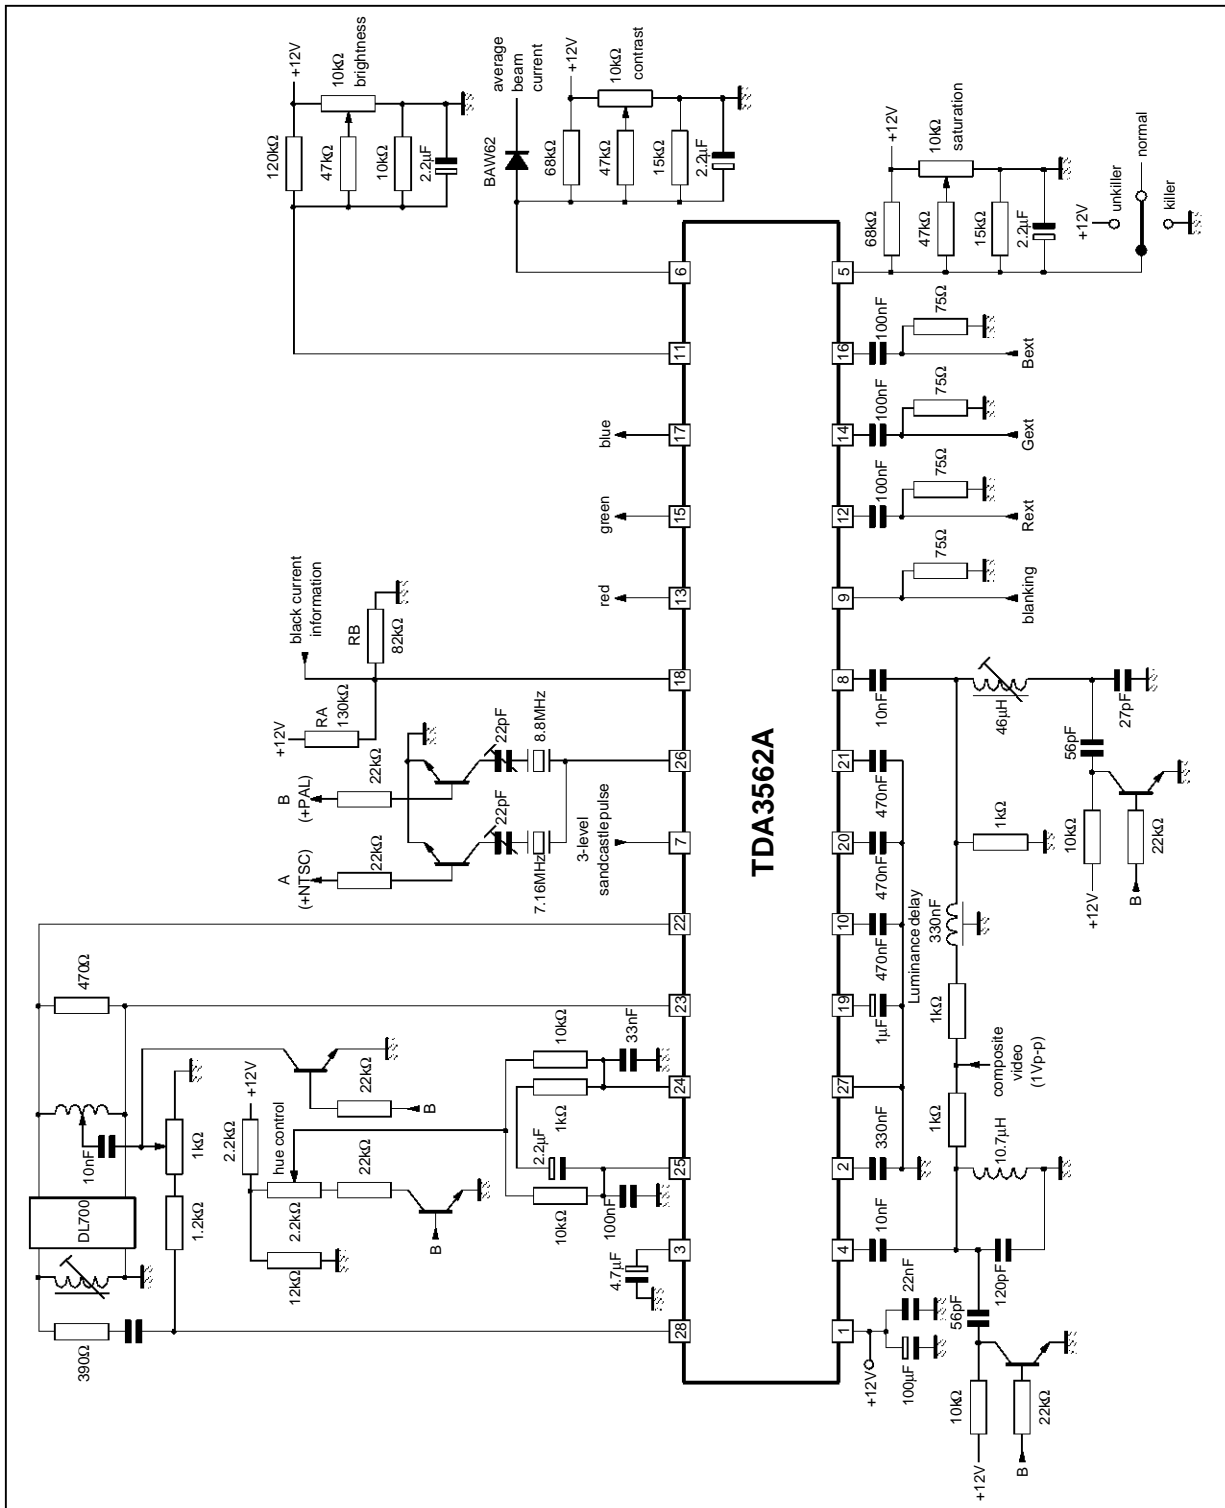 +12V
10kΩ
brightness
120kΩ
47kΩ
10kΩ
2.2μF
average
beam
current
BAW62
+12V
10kΩ
contrast
68kΩ
47kΩ
15kΩ
2.2μF
+12V
10kΩ
saturation
68kΩ
47kΩ
15kΩ
2.2μF
+12V
unkiller
normal
killer
6
5
11
16
100nF
75Ω
Bext
blue
17
14
100nF
75Ω
Gext
green
15
12
100nF
75Ω
Rext
red
13
9
75Ω
blanking
black current
information
RB
82kΩ
+12V
RA
130kΩ
18
8
10nF
46μH
56pF
27pF
+12V
10kΩ
22kΩ
B
B
(+PAL)
22kΩ
22pF
8.8MHz
26
21
470nF
A
(+NTSC)
22kΩ
22pF
7.16MHz
3-level
sandcastle pulse
7
20
470nF
TDA3562A
1kΩ
22
10
470nF
Luminance delay
330nF
470Ω
23
19
1μF
1kΩ
composite
video
(1Vp-p)
22kΩ
B
10kΩ
33nF
1kΩ
24
27
10nF
1kΩ
1.2kΩ
DL700
390Ω
+12V
2.2kΩ
hue control
2.2kΩ
22kΩ
12kΩ
B
2.2μF
10kΩ
100nF
25
2
330nF
1kΩ
10.7μH
4.7μF
3
4
10nF
120pF
56pF
28
1
+12V
22nF
100μF
+12V
10kΩ
22kΩ
B